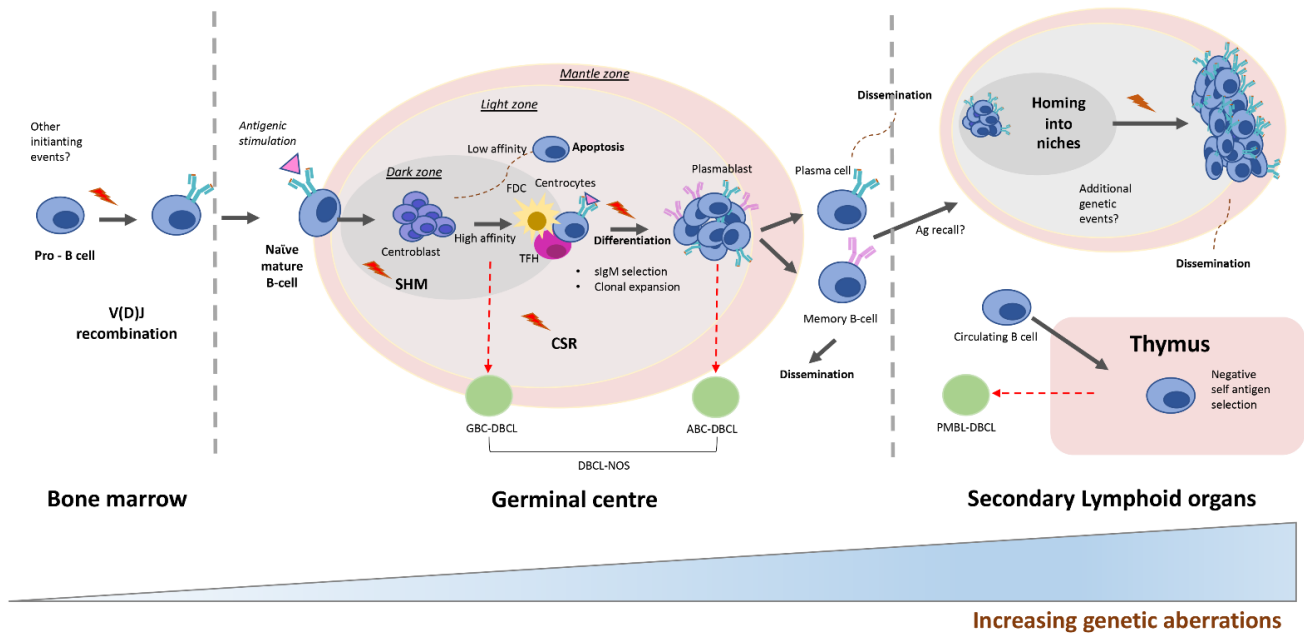 Other
initianting
events?
Pro - B cell
V(D)J
recombination
Antigenic
stimulation
Naïve
mature
B-cell
Mantle zone
Light zone
Dark zone
Low affinity
Apoptosis
Centroblast
SHM
High affinity
FDC
Centrocytes
TFH
Differentiation
• sIgM selection
• Clonal expansion
CSR
Plasmablast
GBC-DBCL
ABC-DBCL
DBCL-NOS
Dissemination
Plasma cell
Memory B-cell
Dissemination
Ag recall?
Homing
into
niches
Additional
genetic
events?
Dissemination
Circulating B cell
Thymus
Negative
self antigen
selection
PMBL-DBCL
Bone marrow
Germinal centre
Secondary Lymphoid organs
Increasing genetic aberrations